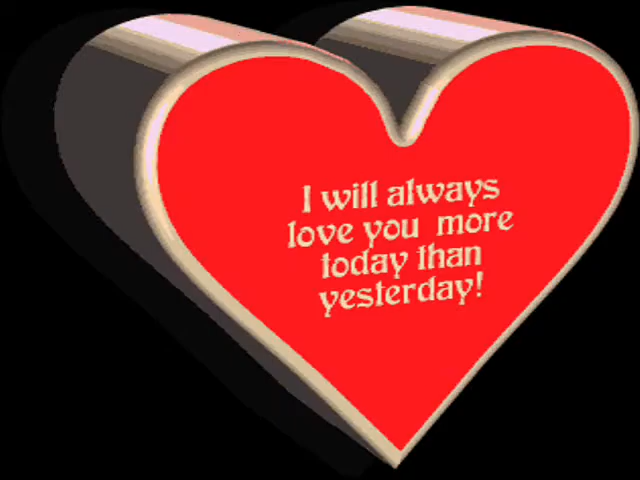 I will always
love you more
today than
yesterday!